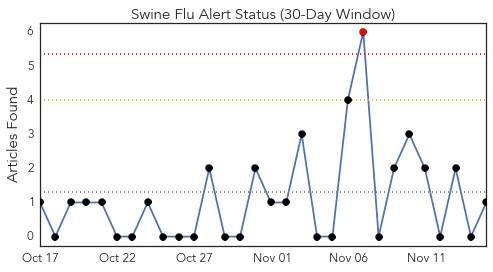 Swine Flu Alert Status (30-Day Window)
Articles Found
6
5
4
3
2
1
0
Oct 17 Oct 22 Oct 27 Nov 01 Nov 06 Nov 11